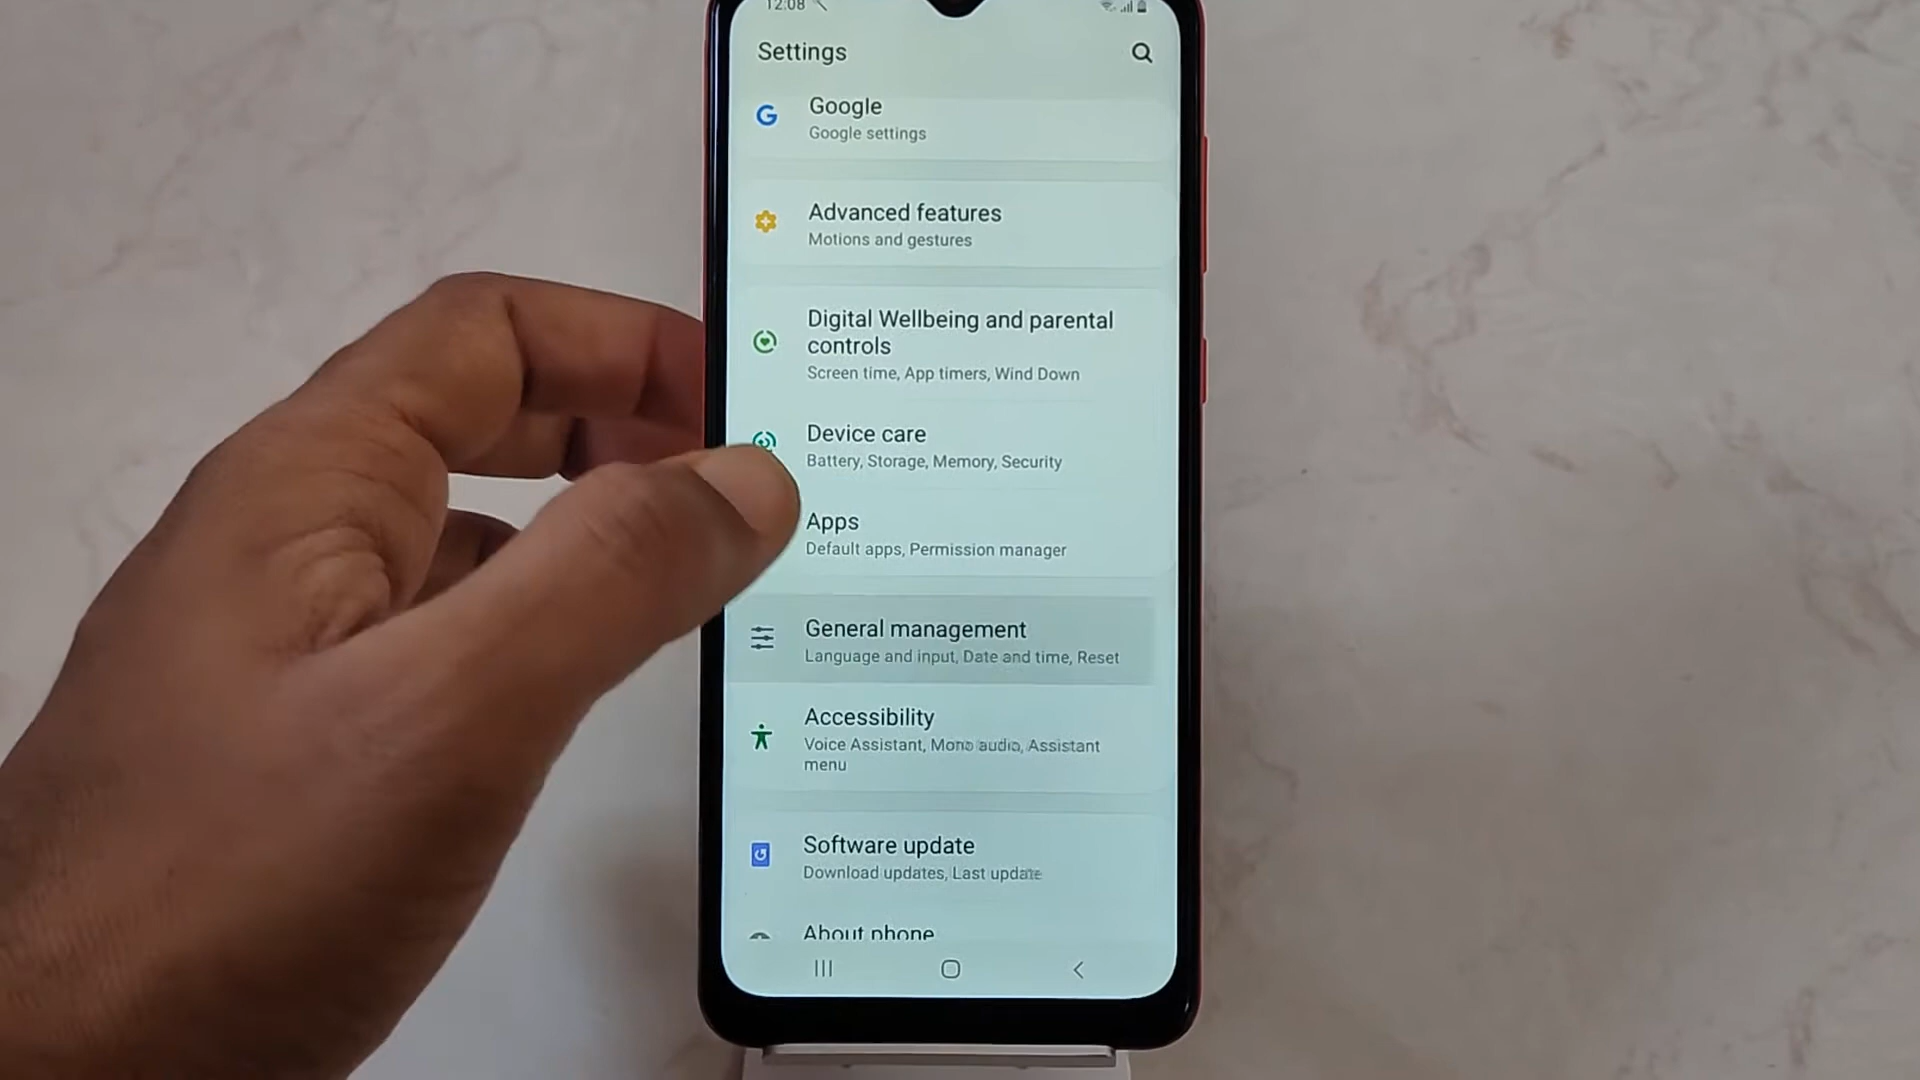 12:08
Settings
Google
Google settings
Advanced features
Motions and gestures
Digital Wellbeing and parental
controls
Screen time, App timers, Wind Down
Device care
Battery, Storage, Memory, Security
Apps
Default apps, Permission manager
General management
Language and input, Date and time, Reset
Accessibility
Voice Assistant, Mono audio, Assistant
menu
Software update
Download updates, Last update
About phone